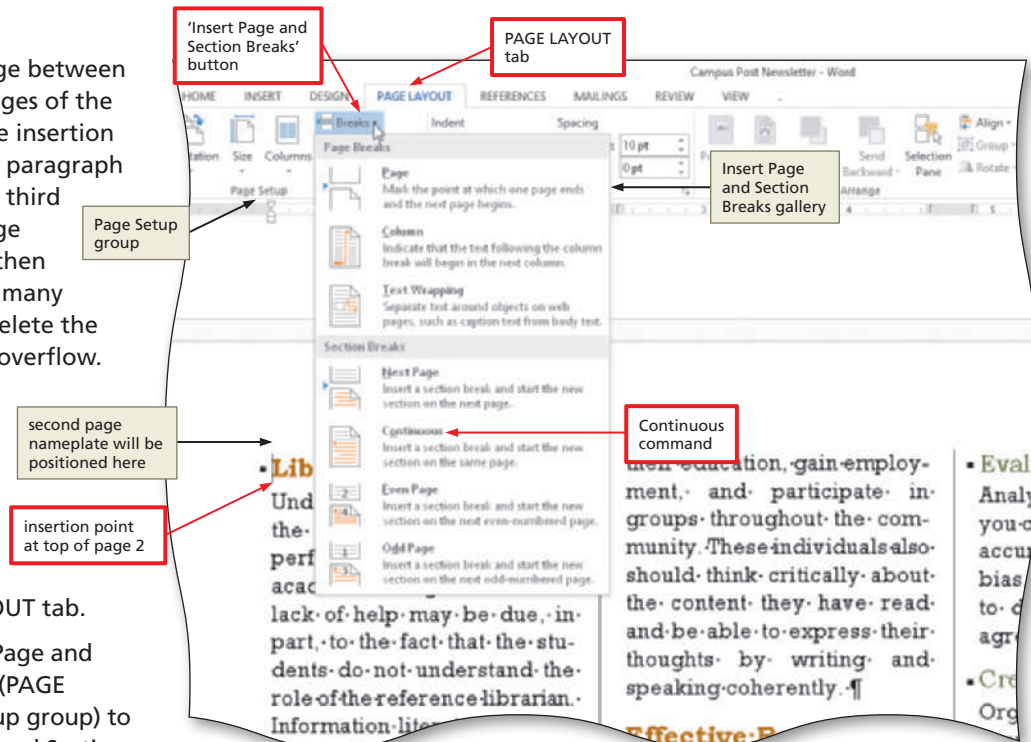 'Insert Page and
Section Breaks'
button
PAGE LAYOUT
tab
ge between
ges of the
e insertion
paragraph
third
ge
then
many
elete the
overflow.
Campus Post Newsletter - Word
HOME INSERT DESIGN PAGE LAYOUT REFERENCES MAILINGS REVIEW VIEW
Breaks Indent Spacing
tation Size Columns
Page Setup
10 pt
0 pt
Send
Backward
Selection
Pane
Align
Group
Rotate
Arrange
Page Setup
group
Insert Page
and Section
Breaks gallery
Page Breaks
Page
Mark the point at which one page ends
and the next page begins.
Column
Indicate that the text following the column
break will begin in the next column.
Text Wrapping
Separate text around objects on web
pages, such as caption text from body text.
Section Breaks
Next Page
Insert a section break and start the new
section on the next page.
Continuous
Insert a section break and start the new
section on the same page.
Even Page
Insert a section break and start the new
section on the next even-numbered page.
Odd Page
Insert a section break and start the new
section on the next odd-numbered page.
Continuous
command
second page
nameplate will be
positioned here
insertion point
at top of page 2
OUT tab.
Page and
(PAGE
up group) to
Lib
Und
the·
perf
acad
lack·of·help·may·be·due,·in·
part,·to·the·fact·that·the·stu-
dents·do·not·understand·the·
role·of·the·reference·librarian.·
Information·lite
their·education,·gain·employ-
ment,· and· participate· in·
groups·throughout·the·com-
munity.·These·individuals·also·
should·think·critically·about·
the·content·they·have·read·
and·be·able·to·express·their·
thoughts· by· writing· and·
speaking·coherently.·¶
Effective·
Eval
Analy
you·c
accur
bias
to·d
agre
Cre
Org